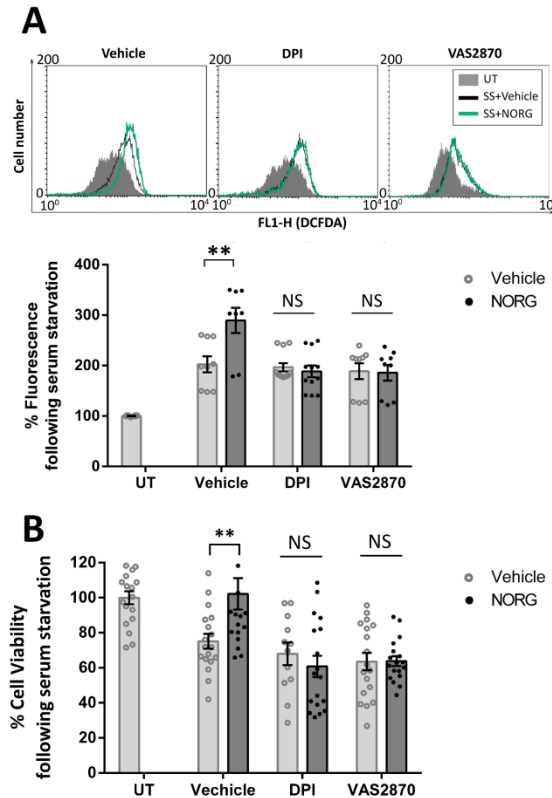 A
Vehicle DPI VAS2870
200 200 200
UT
SS+Vehicle
SS+NORG
Cell number
0 0 0
10⁰ 10⁴ 10⁰ 10⁴ 10⁰ 10
FL1-H (DCFDA)
% Fluorescence
following serum starvation
400
300
200
100
0
** NS NS
Vehicle
NORG
UT Vehicle DPI VAS2870
B
% Cell Viability
following serum starvation
120
100
80
60
40
20
0
** NS NS
Vehicle
NORG
UT Vechicle DPI VAS2870